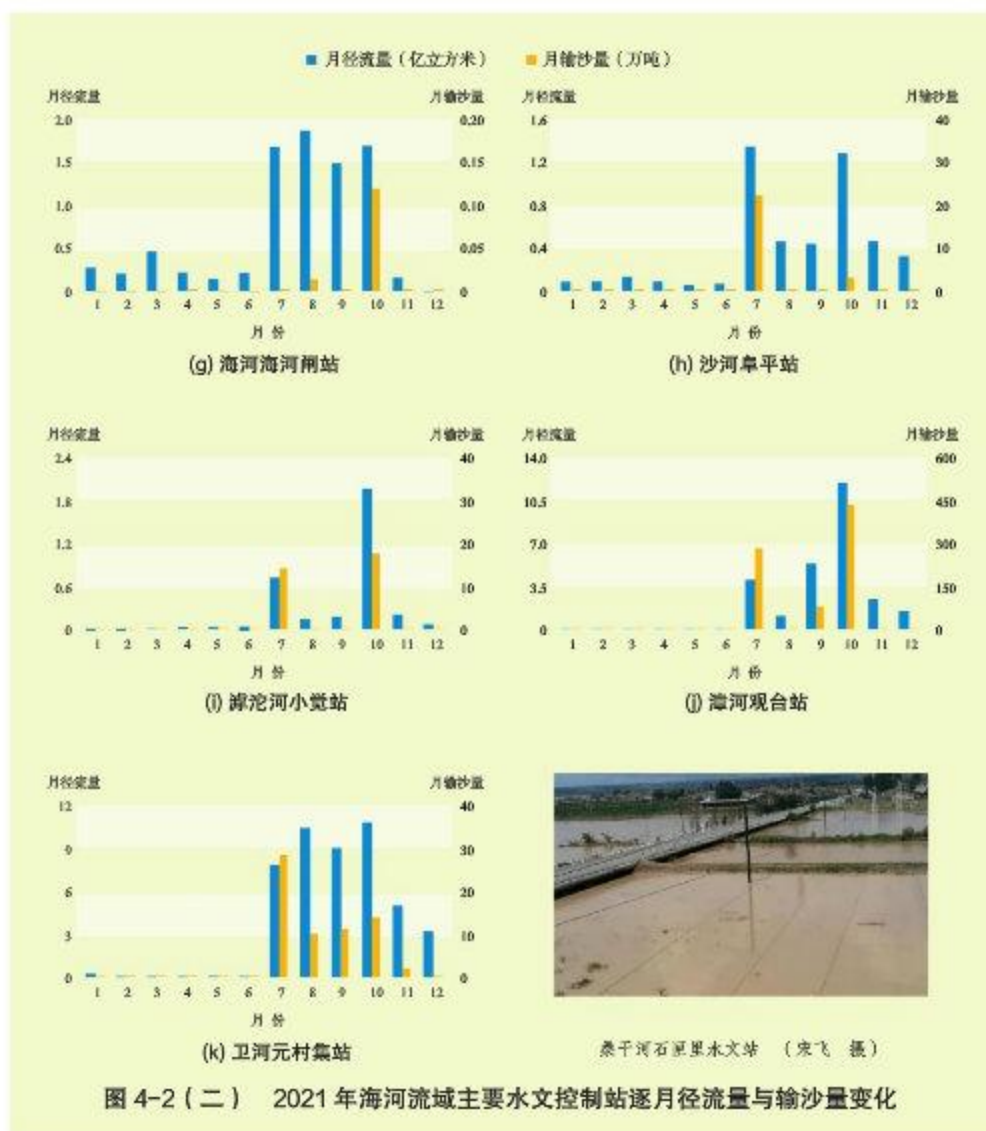 月径流量（亿立方米） 月输沙量（万吨）
月径流量 月输沙量 月径流量 月输沙量
2.0 0.20 1.6 40
1.5 0.15 1.2 30
1.0 0.10 0.8 20
0.5 0.05 0.4 10
0 0 0 0
1 2 3 4 5 6 7 8 9 10 11 12 1 2 3 4 5 6 7 8 9 10 11 12
月 份 月 份
(g) 海河海河闸站 (h) 沙河阜平站
月径流量 月输沙量 月径流量 月输沙量
2.4 40 14.0 600
1.8 30 10.5 450
1.2 20 7.0 300
0.6 10 3.5 150
0 0 0 0
1 2 3 4 5 6 7 8 9 10 11 12 1 2 3 4 5 6 7 8 9 10 11 12
月 份 月 份
(i) 滹沱河小觉站 (j) 漳河观台站
月径流量 月输沙量
12 40
9 30
6 20
3 10
0 0
1 2 3 4 5 6 7 8 9 10 11 12
月 份
(k) 卫河元村集站
桑干河石匣里水文站 （宋飞 摄）
图 4-2（二） 2021 年海河流域主要水文控制站逐月径流量与输沙量变化